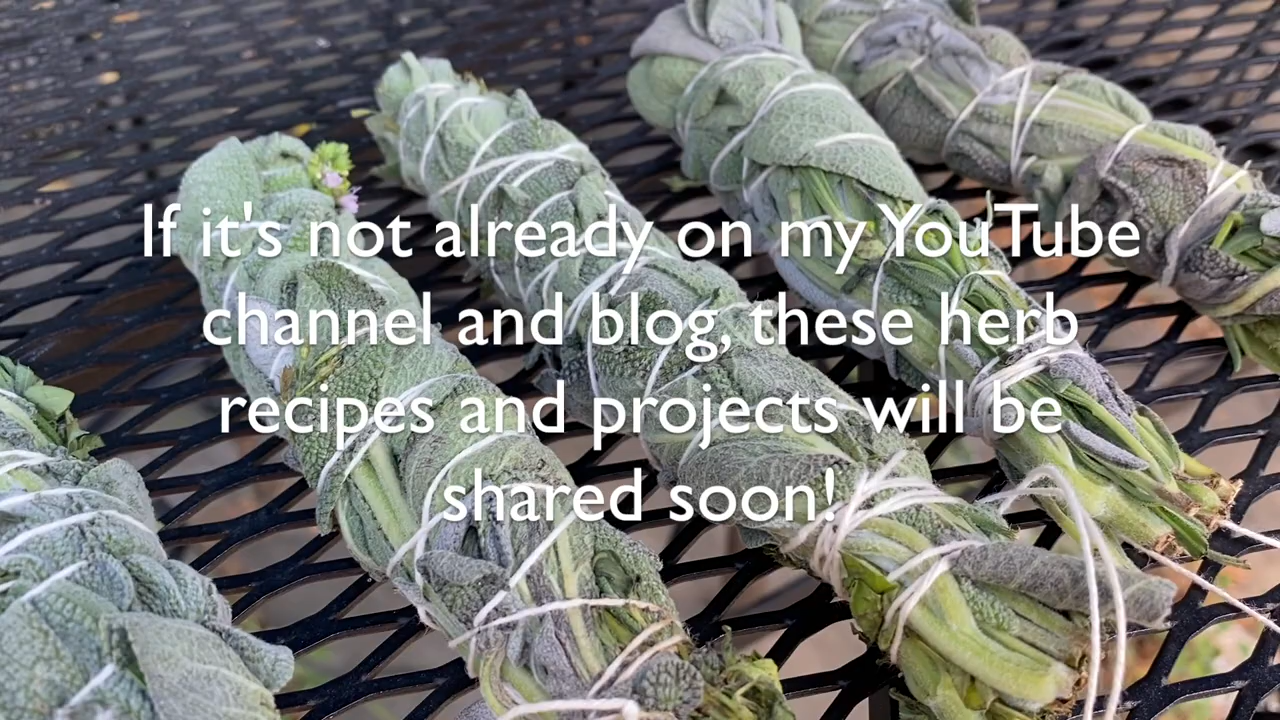 If it's not already on my YouTube
channel and blog, these herb
recipes and projects will be
shared soon!